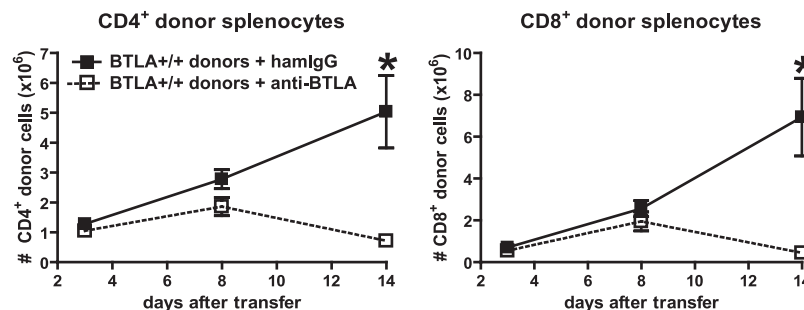 CD4⁺ donor splenocytes
# CD4⁺ donor cells (x10⁶)
7
6
5
4
3
2
1
0
BTLA+/+ donors + hamIgG
BTLA+/+ donors + anti-BTLA
*
2 4 6 8 10 12 14
days after transfer
CD8⁺ donor splenocytes
# CD8⁺ donor cells (x10⁶)
10
8
6
4
2
0
*
2 4 6 8 10 12 14
days after transfer